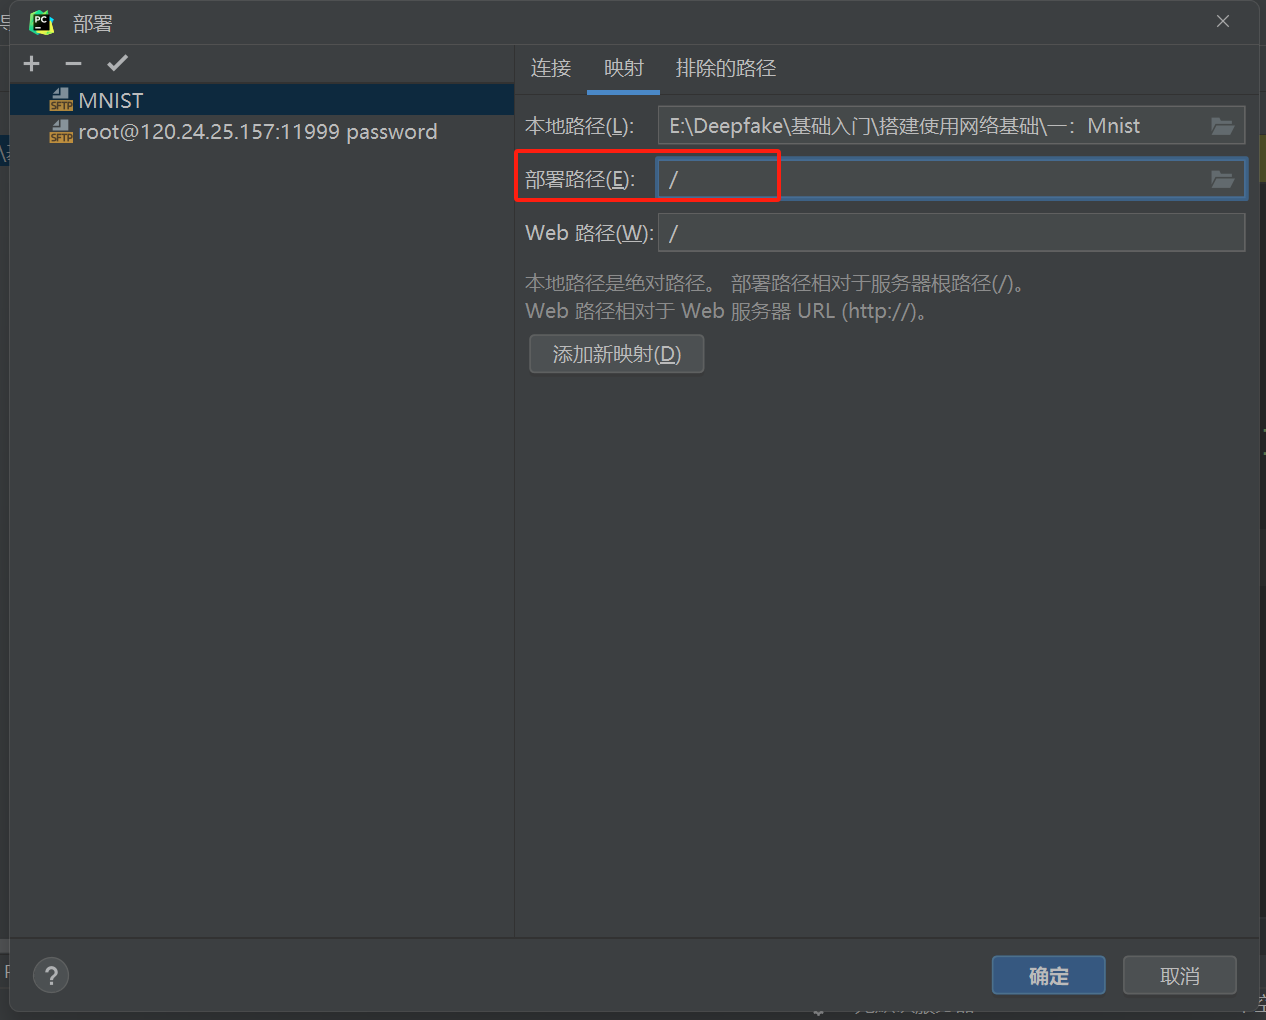 部署
连接 映射 排除的路径
MNIST
root@120.24.25.157:11999 password
本地路径(L): E:\Deepfake\基础入门\搭建使用网络基础\一：Mnist
部署路径(E): /
Web 路径(W): /
本地路径是绝对路径。 部署路径相对于服务器根路径(/)。
Web 路径相对于 Web 服务器 URL (http://)。
添加新映射(D)
?
确定 取消